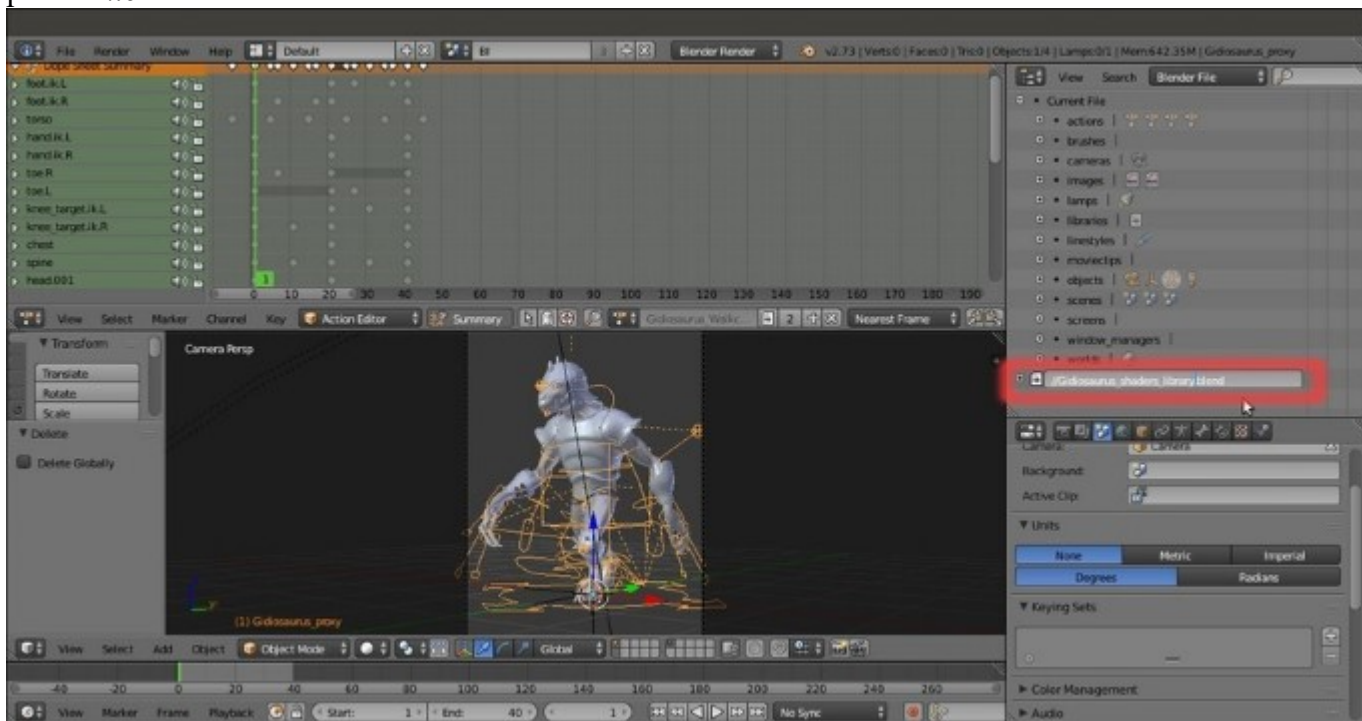 File Render Window Help Default BI Blender Render v2.73 | Verts:0 | Faces:0 | Tris:0 | Objects:1/4 | Lamps:0/1 | Mem:642.35M | Gidiosaurus_proxy
Dope Sheet Summary
foot.ik.L
foot.ik.R
torso
hand.ik.L
hand.ik.R
toe.R
toe.L
knee_target.ik.L
knee_target.ik.R
chest
spine
head.001
1
0 10 20 30 40 50 60 70 80 90 100 110 120 130 140 150 160 170 180 190
View Select Marker Channel Key Action Editor Summary Gidiosaurus Walkc... 2 Nearest Frame
View Search Blender File
Current File
actions
brushes
cameras
images
lamps
libraries
linestyles
movieclips
objects
scenes
screens
window_managers
worlds
//Gidiosaurus_shaders_library.blend
Transform
Translate
Rotate
Scale
Delete
Delete Globally
Camera Persp
(1) Gidiosaurus_proxy
View Select Add Object Object Mode Global
-40 -20 0 20 40 60 80 100 120 140 160 180 200 220 240 260
View Marker Frame Playback Start: 1 End: 40 1 No Sync
Camera: Camera
Background:
Active Clip:
Units
None Metric Imperial
Degrees Radians
Keying Sets
Color Management
Audio